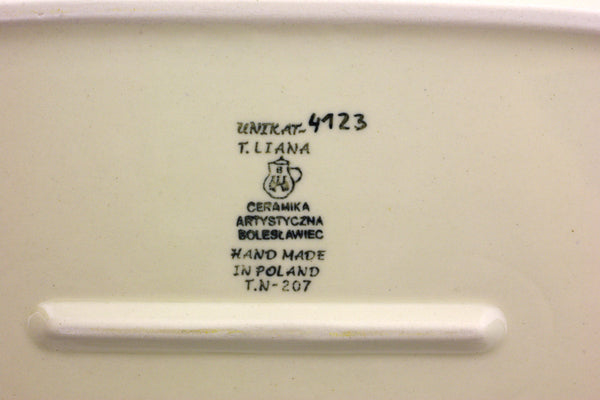 UNIKAT- 4123
T. LIANA
B
CERAMIKA
ARTYSTYCZNA
BOLESŁAWIEC
HAND MADE
IN POLAND
T.N-207